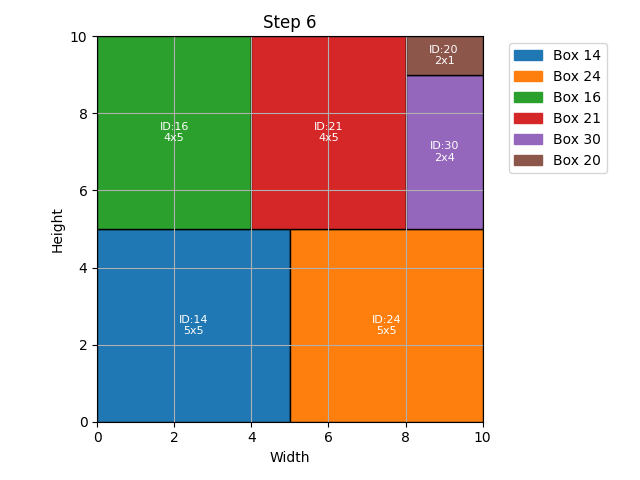 Step 6
10
8
6
4
2
0
Height
ID:16
4x5
ID:21
4x5
ID:20
2x1
ID:30
2x4
ID:14
5x5
ID:24
5x5
0
2
4
6
8
10
Width
Box 14
Box 24
Box 16
Box 21
Box 30
Box 20